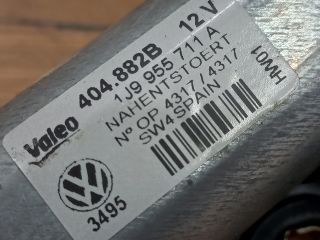 Valeo
404.882B 12 V
1J9 955 711 A
NAHENTSTOERT
Nº OP 4317 / 4317
SW4 SPAIN
HW01
3495